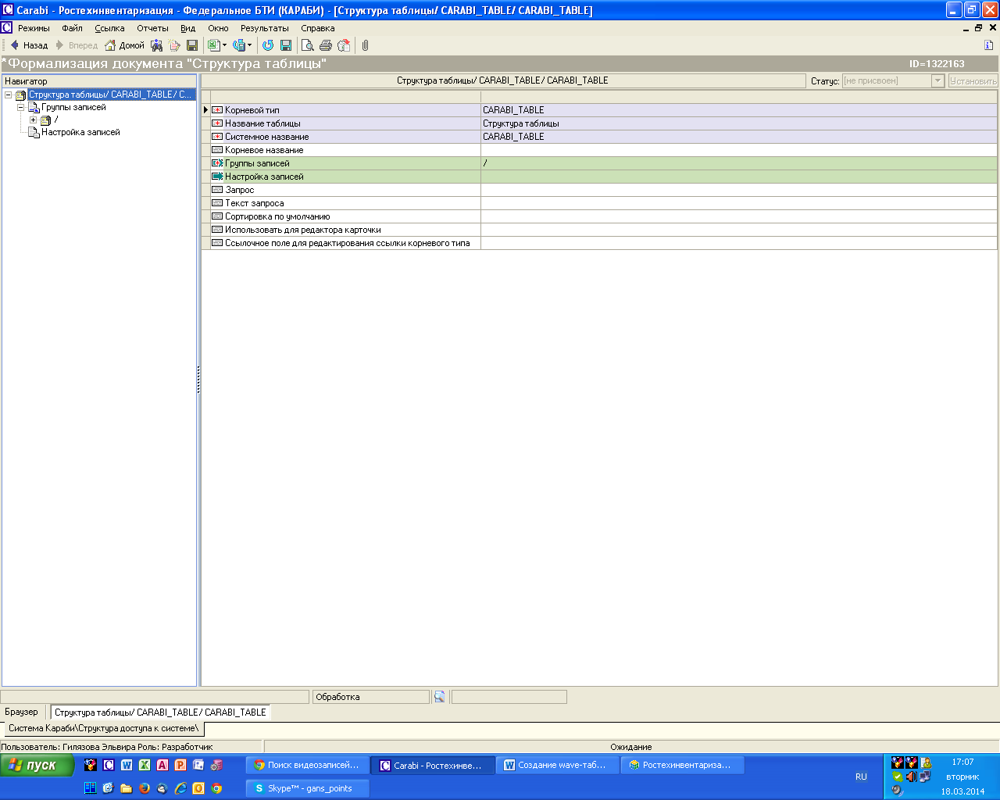 Carabi - Ростехинвентаризация - Федеральное БТИ (КАРАБИ) - [Структура таблицы/ CARABI_TABLE/ CARABI_TABLE]
Режимы Файл Ссылка Отчеты Вид Окно Результаты Справка
Назад Вперед Домой
*Формализация документа "Структура таблицы" ID=1322163
Навигатор
Структура таблицы/ CARABI_TABLE/ C...
Группы записей
/
Настройка записей
Структура таблицы/ CARABI_TABLE/ CARABI_TABLE Статус: [не присвоен] Установить
Корневой тип CARABI_TABLE
Название таблицы Структура таблицы
Системное название CARABI_TABLE
Корневое название
Группы записей /
Настройка записей
Запрос
Текст запроса
Сортировка по умолчанию
Использовать для редактора карточки
Ссылочное поле для редактирования ссылки корневого типа
Обработка
Браузер Структура таблицы/ CARABI_TABLE/ CARABI_TABLE
Система Караби\Структура доступа к системе\
Пользователь: Гилязова Эльвира Роль: Разработчик Ожидание
пуск Поиск видеозаписей... Carabi - Ростехинве... Создание wave-таб... Ростехинвентариза... 17:07
RU вторник
Skype™ - gans_points 18.03.2014